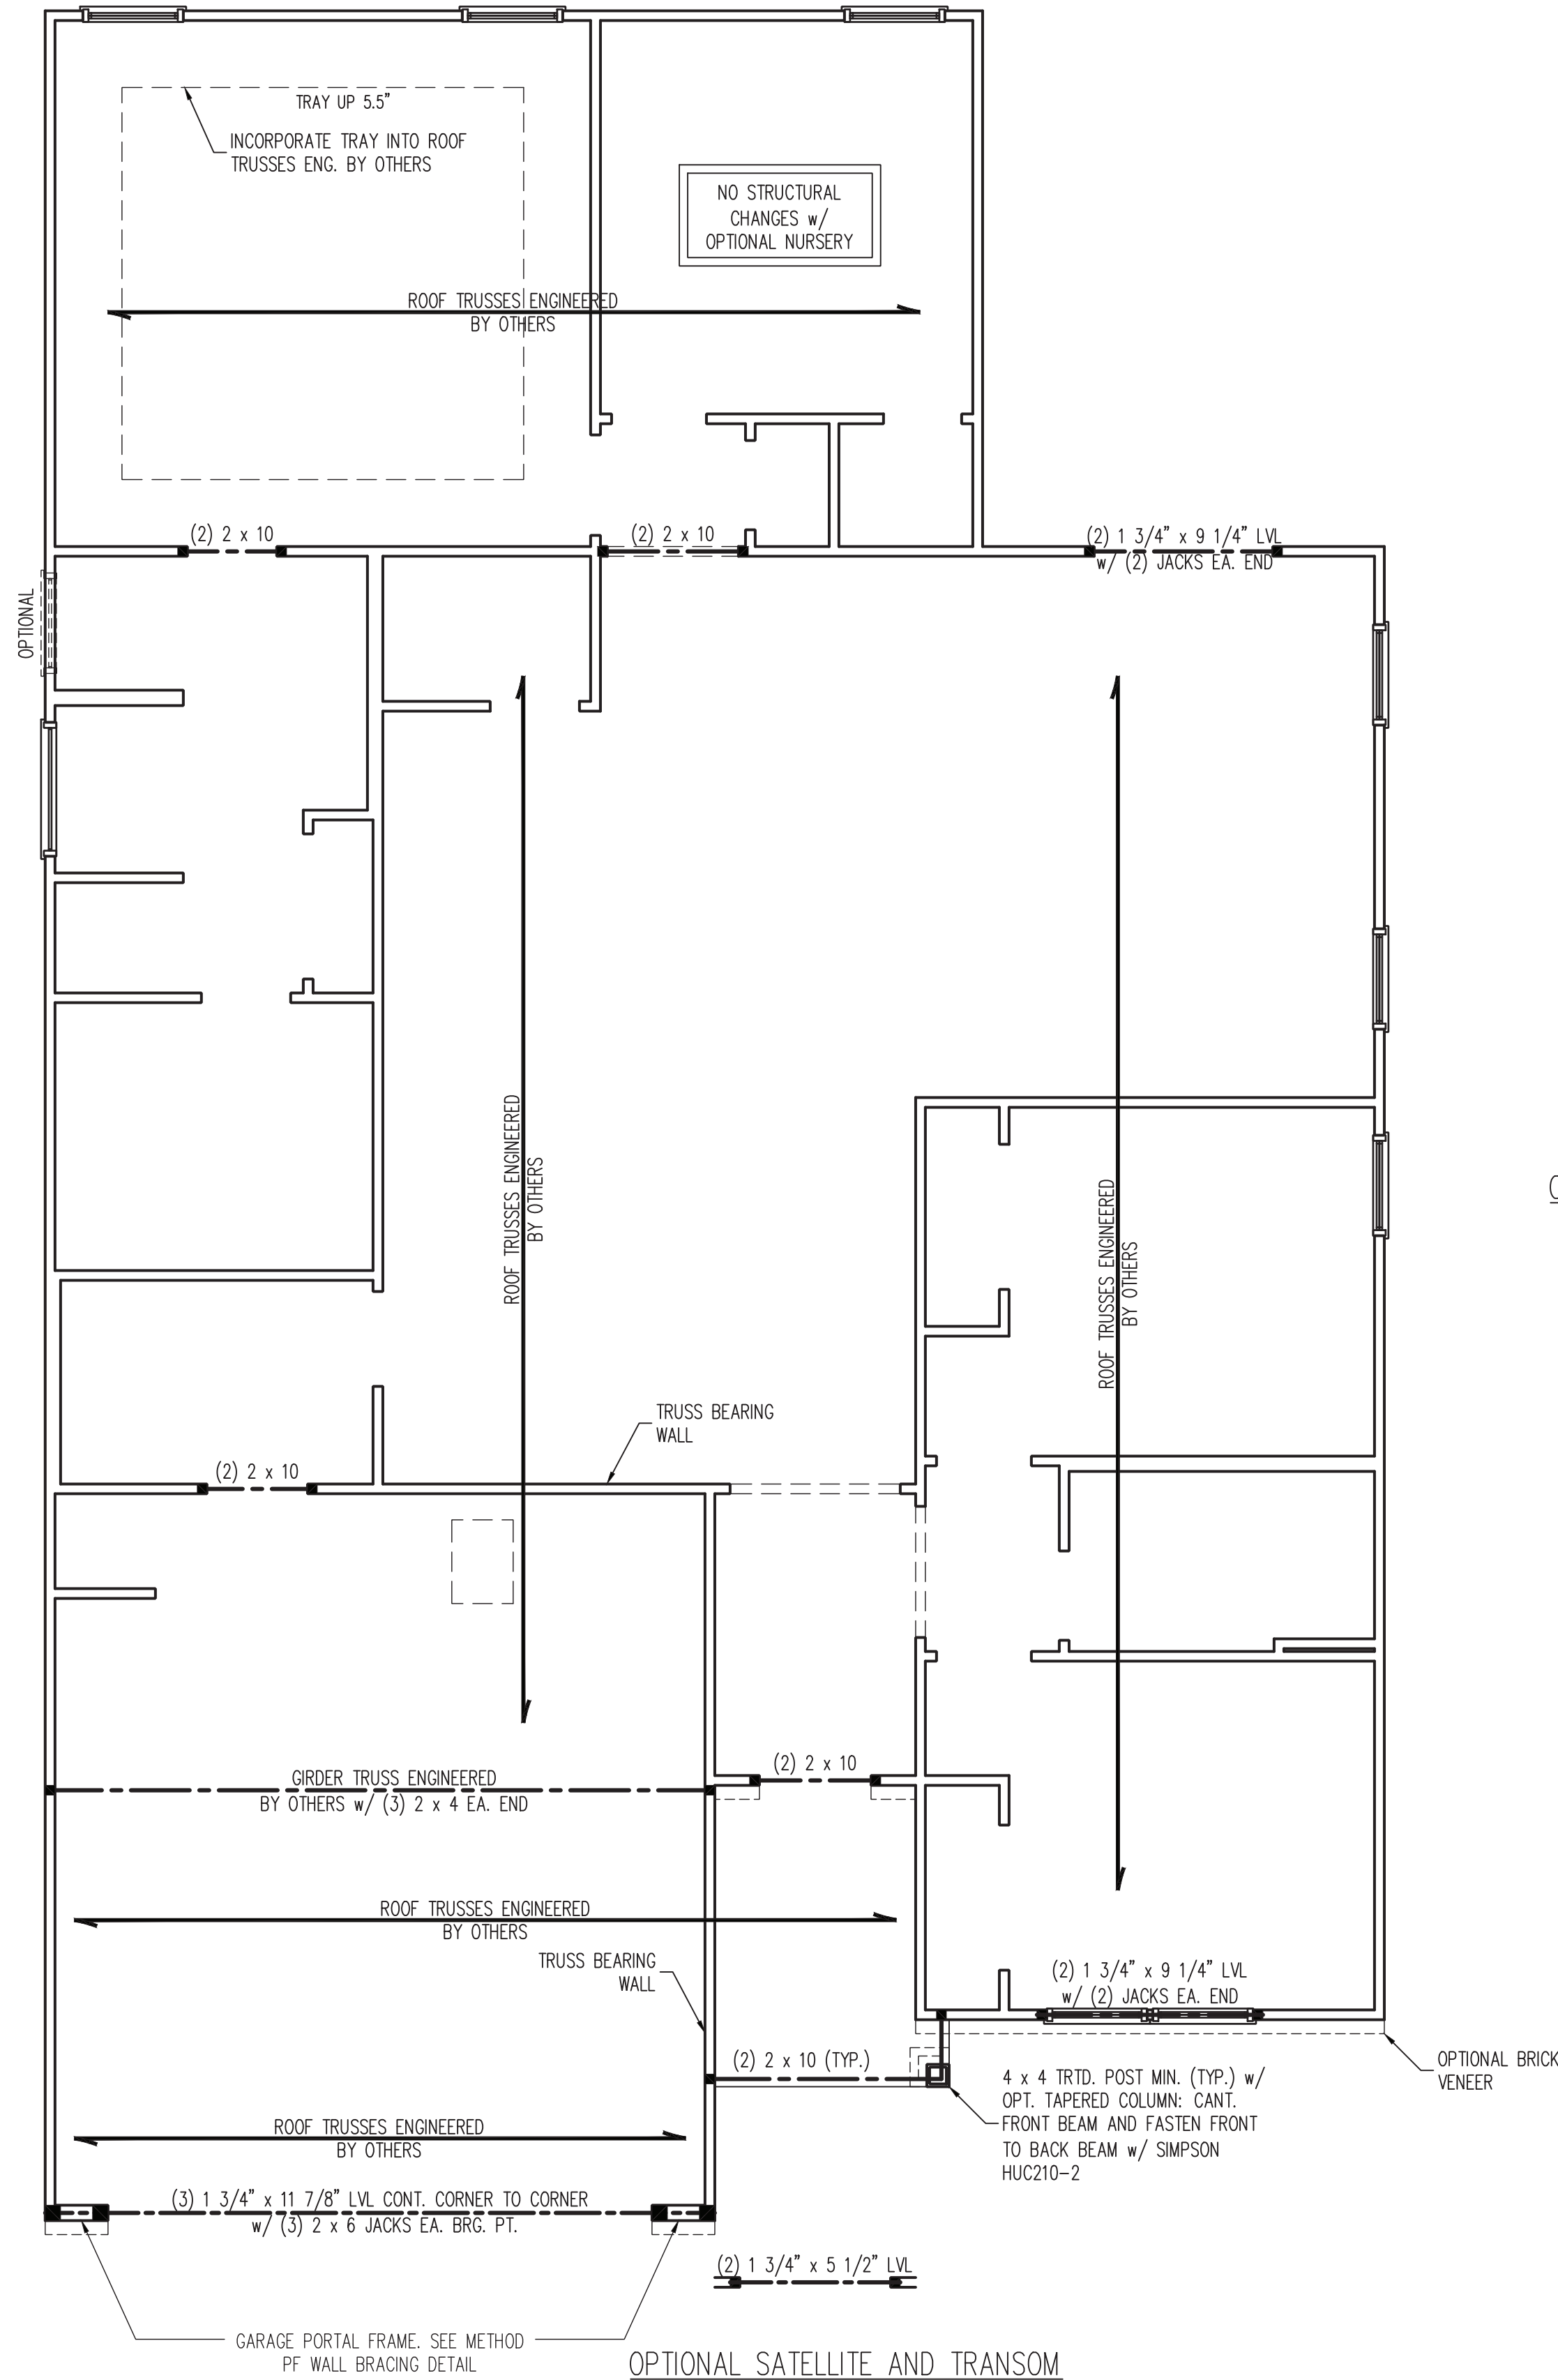 TRAY UP 5.5"
INCORPORATE TRAY INTO ROOF
TRUSSES ENG. BY OTHERS
NO STRUCTURAL
CHANGES w/
OPTIONAL NURSERY
ROOF TRUSSES ENGINEERED
BY OTHERS
(2) 2 x 10
(2) 2 x 10
(2) 1 3/4" x 9 1/4" LVL
w/ (2) JACKS EA. END
OPTIONAL
ROOF TRUSSES ENGINEERED
BY OTHERS
ROOF TRUSSES ENGINEERED
BY OTHERS
TRUSS BEARING
WALL
(2) 2 x 10
(2) 2 x 10
GIRDER TRUSS ENGINEERED
BY OTHERS w/ (3) 2 x 4 EA. END
ROOF TRUSSES ENGINEERED
BY OTHERS
TRUSS BEARING
WALL
(2) 1 3/4" x 9 1/4" LVL
w/ (2) JACKS EA. END
(2) 2 x 10 (TYP.)
OPTIONAL BRICK
VENEER
4 x 4 TRTD. POST MIN. (TYP.) w/
OPT. TAPERED COLUMN: CANT.
FRONT BEAM AND FASTEN FRONT
TO BACK BEAM w/ SIMPSON
HUC210-2
ROOF TRUSSES ENGINEERED
BY OTHERS
(3) 1 3/4" x 11 7/8" LVL CONT. CORNER TO CORNER
w/ (3) 2 x 6 JACKS EA. BRG. PT.
(2) 1 3/4" x 5 1/2" LVL
GARAGE PORTAL FRAME. SEE METHOD
PF WALL BRACING DETAIL
OPTIONAL SATELLITE AND TRANSOM